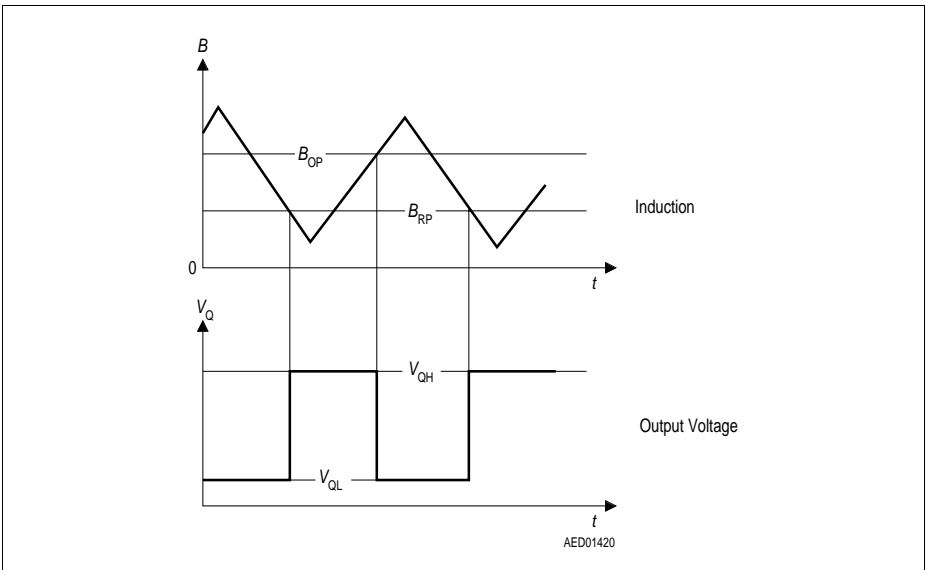 B
B_OP
B_RP
Induction
0
t
V_Q
V_QH
Output Voltage
V_QL
t
AED01420